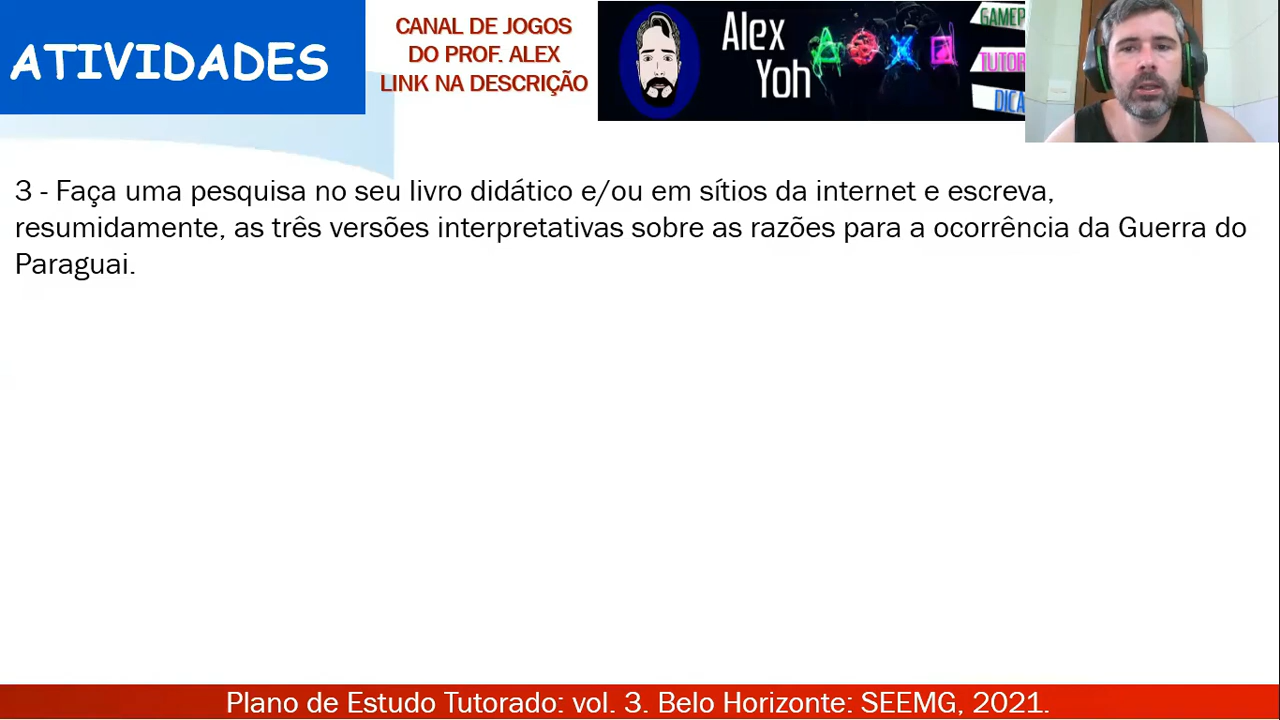 ATIVIDADES
CANAL DE JOGOS
DO PROF. ALEX
LINK NA DESCRIÇÃO
Alex
Yoh
3 - Faça uma pesquisa no seu livro didático e/ou em sítios da internet e escreva,
resumidamente, as três versões interpretativas sobre as razões para a ocorrência da Guerra do
Paraguai.
Plano de Estudo Tutorado: vol. 3. Belo Horizonte: SEEMG, 2021.